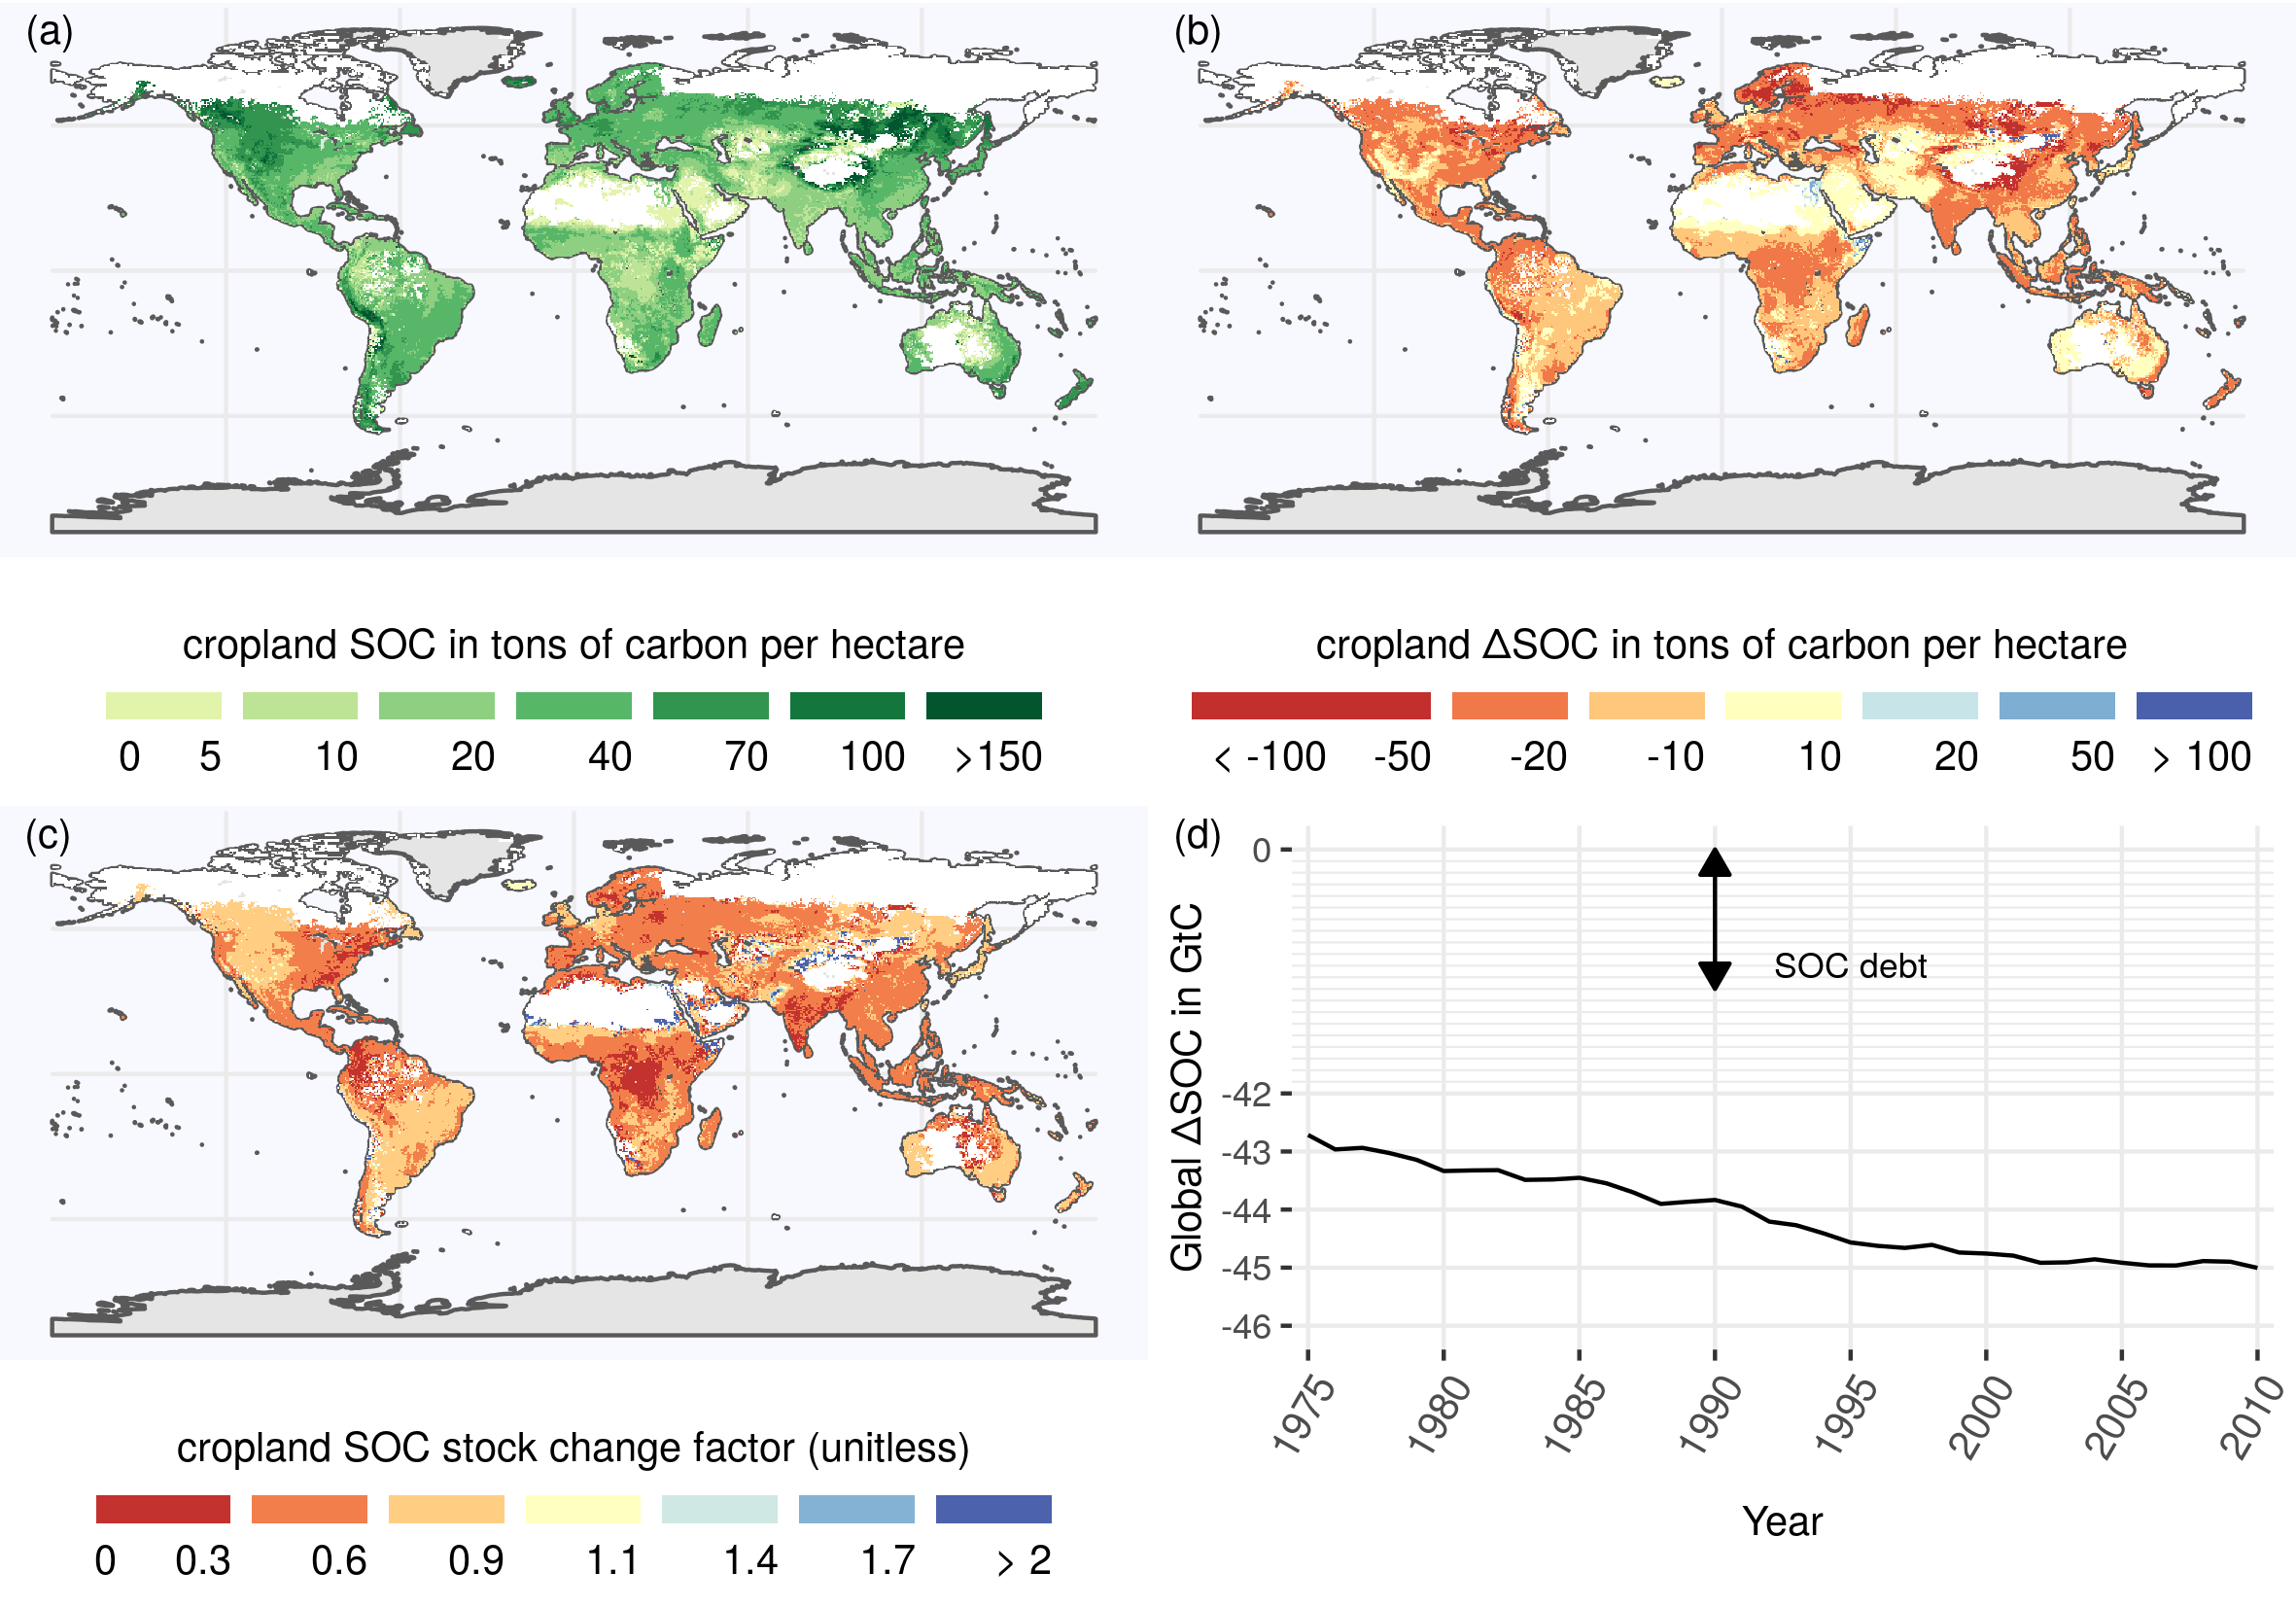 (a)
(b)
cropland SOC in tons of carbon per hectare
0 5 10 20 40 70 100 >150
cropland ΔSOC in tons of carbon per hectare
< -100 -50 -20 -10 10 20 50 > 100
(c)
cropland SOC stock change factor (unitless)
0 0.3 0.6 0.9 1.1 1.4 1.7 > 2
(d)
Global ΔSOC in GtC
0
-42
-43
-44
-45
-46
SOC debt
1975 1980 1985 1990 1995 2000 2005 2010
Year